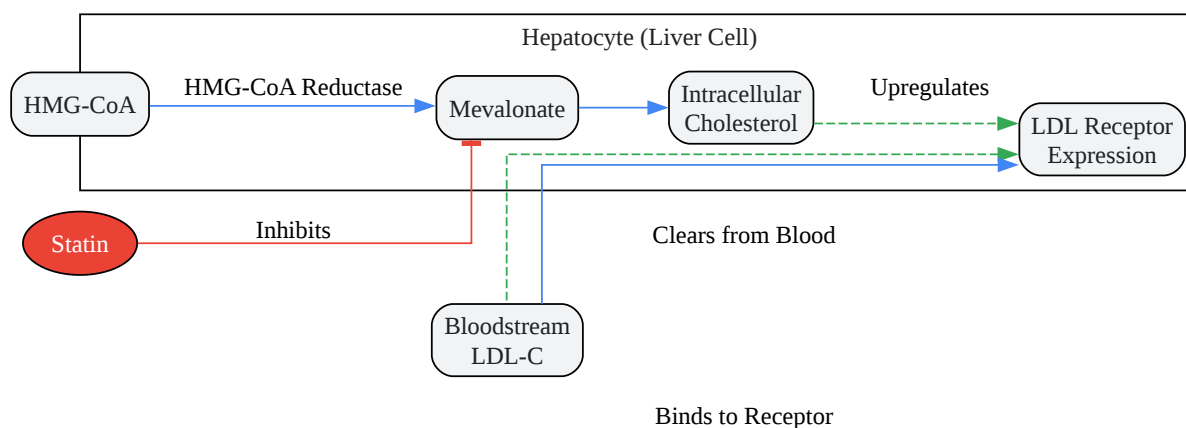 Hepatocyte (Liver Cell)
HMG-CoA
HMG-CoA Reductase
Mevalonate
Intracellular
Cholesterol
Upregulates
LDL Receptor
Expression
Statin
Inhibits
Clears from Blood
Bloodstream
LDL-C
Binds to Receptor